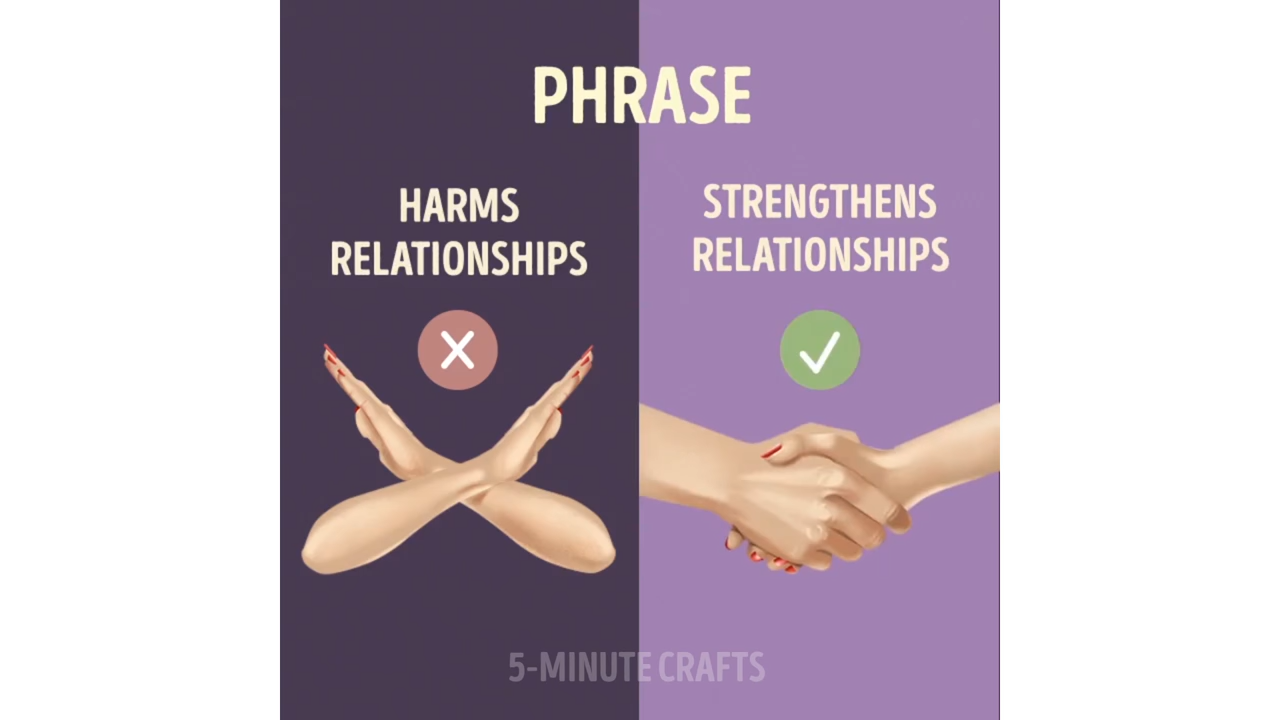 PHRASE
HARMS
RELATIONSHIPS
STRENGTHENS
RELATIONSHIPS
5-MINUTE CRAFTS